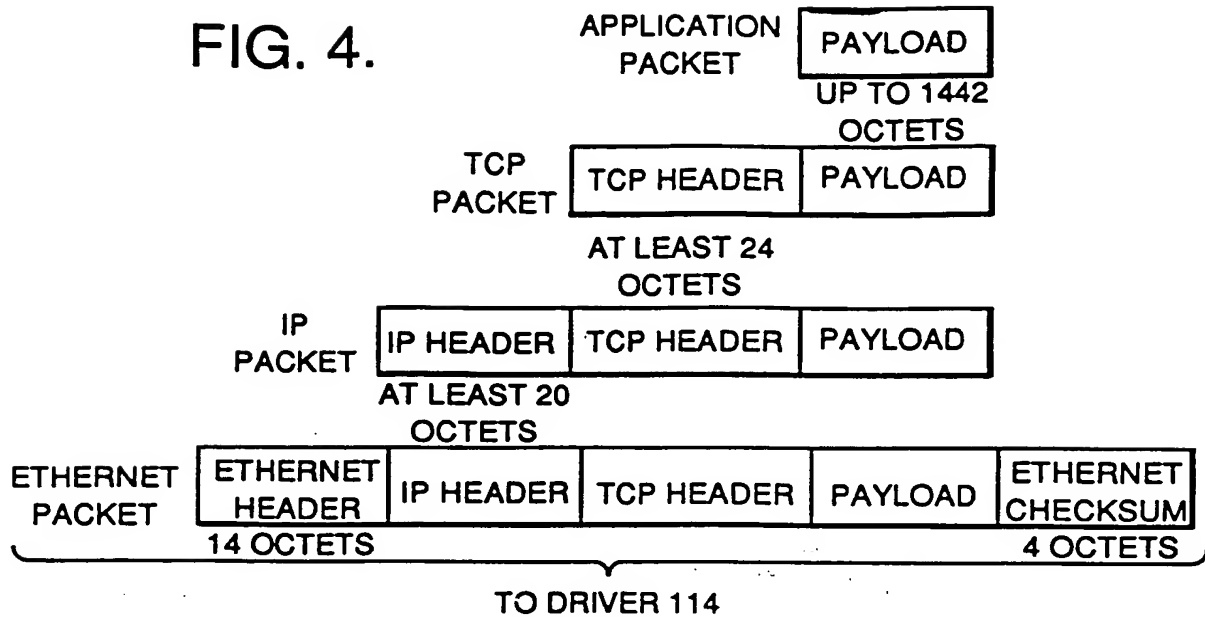 FIG. 4.
APPLICATION
PACKET
PAYLOAD
UP TO 1442
OCTETS
TCP
PACKET
TCP HEADER
PAYLOAD
AT LEAST 24
OCTETS
IP
PACKET
IP HEADER
TCP HEADER
PAYLOAD
AT LEAST 20
OCTETS
ETHERNET
PACKET
ETHERNET
HEADER
IP HEADER
TCP HEADER
PAYLOAD
ETHERNET
CHECKSUM
14 OCTETS
4 OCTETS
TO DRIVER 114